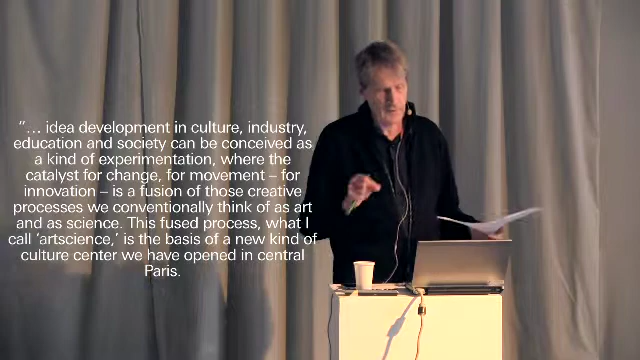 “... idea development in culture, industry,
education and society can be conceived as
a kind of experimentation, where the
catalyst for change, for movement – for
innovation – is a fusion of those creative
processes we conventionally think of as art
and as science. This fused process, what I
call ‘artscience,’ is the basis of a new kind of
culture center we have opened in central
Paris.